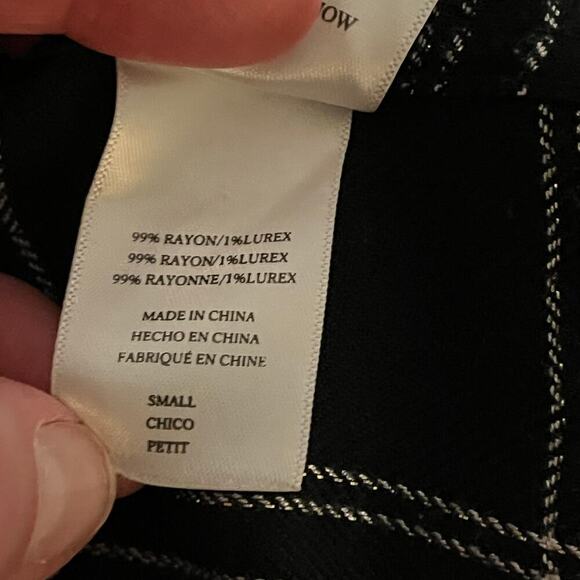 99% RAYON/1%LUREX
99% RAYON/1%LUREX
99% RAYONNE/1%LUREX
MADE IN CHINA
HECHO EN CHINA
FABRIQUÉ EN CHINE
SMALL
CHICO
PETIT